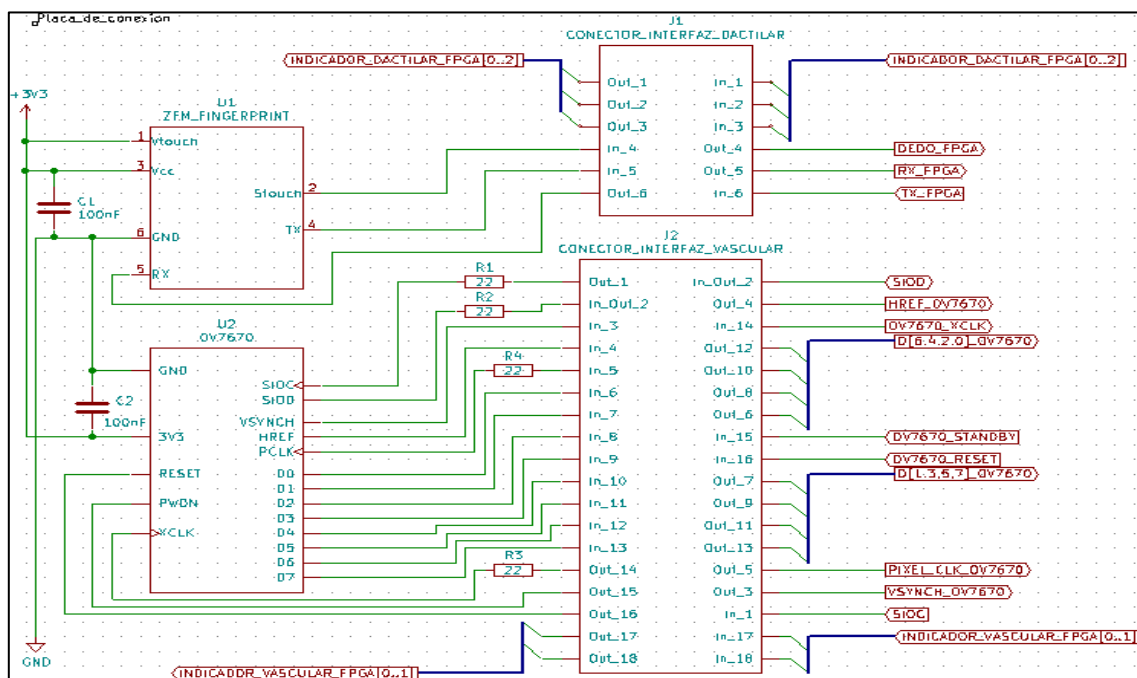 Placa_de_conexion
+3V3
U1
ZFM_FINGERPRINT
1 Vtouch
3 Vcc
Stouch 2
TX 4
6 GND
5 RX
C1
100nF
U2
OV7670
GND
SIOC
SIOD
VSYNCH
HREF
PCLK
3V3
RESET
PWDN
XCLK
D0
D1
D2
D3
D4
D5
D6
D7
C2
100nF
GND
R1
22
R2
22
R4
22
R3
22
J1
CONECTOR_INTERFAZ_DACTILAR
INDICADOR_DACTILAR_FPGA[0..2]
INDICADOR_DACTILAR_FPGA[0..2]
Out_1 In_1
Out_2 In_2
Out_3 In_3
In_4 Out_4 DEDO_FPGA
In_5 Out_5 RX_FPGA
Out_6 In_6 TX_FPGA
J2
CONECTOR_INTERFAZ_VASCULAR
Out_1 In_Out_2 SIOD
In_Out_2 Out_4 HREF_OV7670
In_3 In_14 OV7670_XCLK
In_4 Out_12 D[6,4,2,0]_OV7670
In_5 Out_10
In_6 Out_8
In_7 Out_6
In_8 In_15 OV7670_STANDBY
In_9 In_16 OV7670_RESET
In_10 Out_7 D[1,3,5,7]_OV7670
In_11 Out_9
In_12 Out_11
In_13 Out_13
Out_14 Out_5 PIXEL_CLK_OV7670
Out_15 Out_3 VSYNCH_OV7670
Out_16 In_1 SIOC
Out_17 In_17 INDICADOR_VASCULAR_FPGA[0..1]
Out_18 In_18
INDICADOR_VASCULAR_FPGA[0..1]